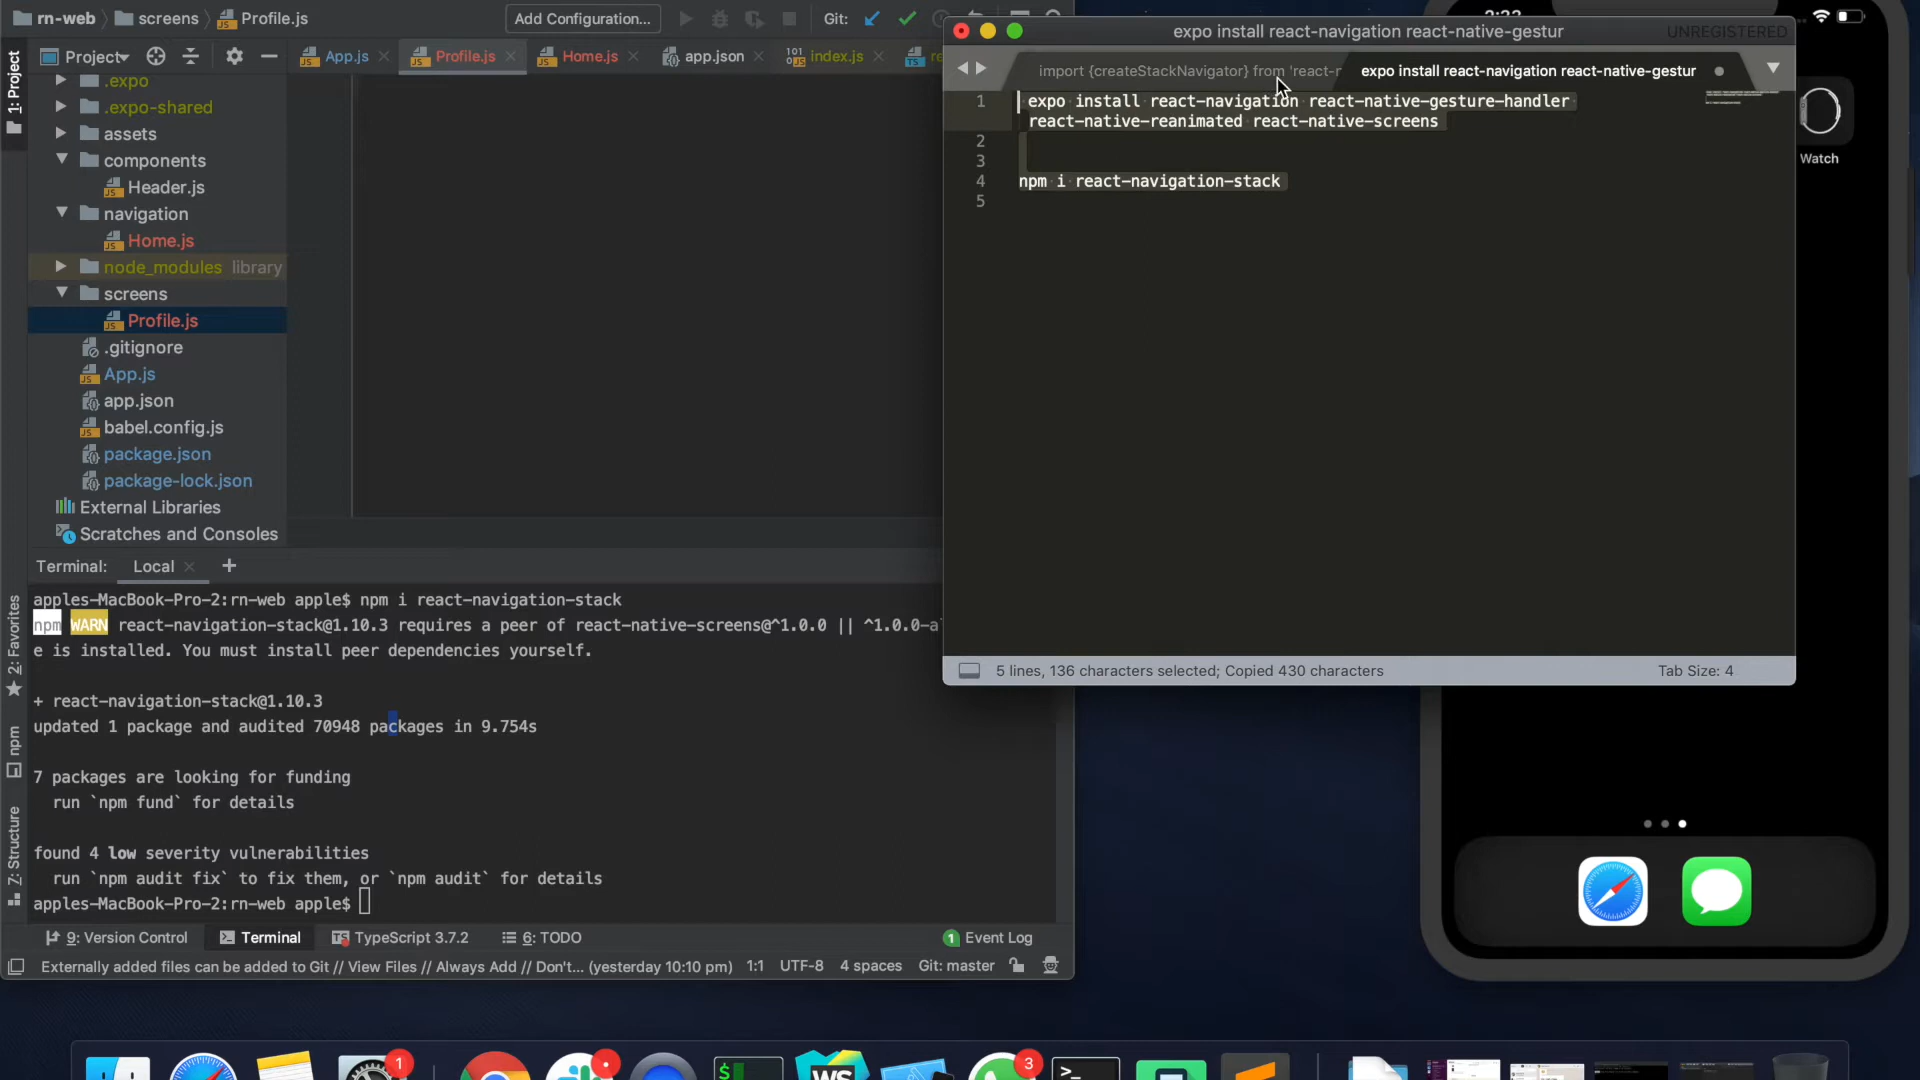 rn-web
screens
Profile.js
Add Configuration...
Git:
Project
App.js
Profile.js
Home.js
app.json
index.js
re
1: Project
.expo
.expo-shared
assets
components
Header.js
navigation
Home.js
node_modules library
screens
Profile.js
.gitignore
App.js
app.json
babel.config.js
package.json
package-lock.json
External Libraries
Scratches and Consoles
expo install react-navigation react-native-gestur
UNREGISTERED
import {createStackNavigator} from 'react-r
expo install react-navigation react-native-gestur
1 expo install react-navigation react-native-gesture-handler
react-native-reanimated react-native-screens
2
3
4 npm i react-navigation-stack
5
5 lines, 136 characters selected; Copied 430 characters
Tab Size: 4
Watch
Terminal:
Local
+
apples-MacBook-Pro-2:rn-web apple$ npm i react-navigation-stack
npm WARN react-navigation-stack@1.10.3 requires a peer of react-native-screens@^1.0.0 || ^1.0.0-al
e is installed. You must install peer dependencies yourself.
+ react-navigation-stack@1.10.3
updated 1 package and audited 70948 packages in 9.754s
7 packages are looking for funding
run `npm fund` for details
found 4 low severity vulnerabilities
run `npm audit fix` to fix them, or `npm audit` for details
apples-MacBook-Pro-2:rn-web apple$
2: Favorites
npm
Z: Structure
9: Version Control
Terminal
TypeScript 3.7.2
6: TODO
1 Event Log
Externally added files can be added to Git // View Files // Always Add // Don't... (yesterday 10:10 pm)
1:1
UTF-8
4 spaces
Git: master
1
3
WS
$
>_